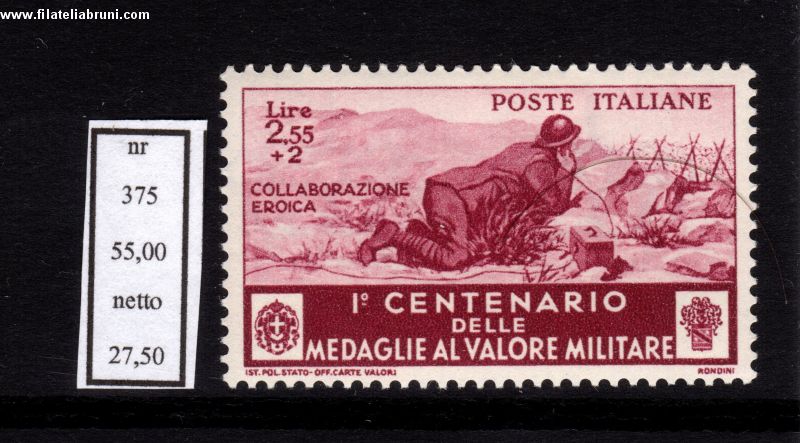 www.filateliabruni.com
nr
375
55,00
netto
27,50
Lire
2,55
+2
POSTE ITALIANE
COLLABORAZIONE
EROICA
I° CENTENARIO
DELLE
MEDAGLIE AL VALORE MILITARE
IST. POL. STATO-OFF. CARTE VALORI
RONDINI